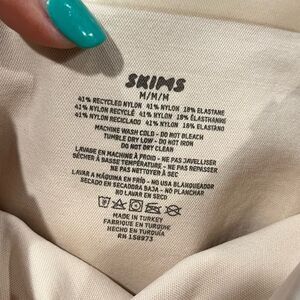 SKIMS
M/M/M
41% RECYCLED NYLON 41% NYLON 18% ELASTANE
41% NYLON RECYCLÉ 41% NYLON 18% ÉLASTHANNE
41% NYLON RECICLADO 41% NYLON 18% ELASTANO
MACHINE WASH COLD - DO NOT BLEACH
TUMBLE DRY LOW - DO NOT IRON
DO NOT DRY CLEAN
LAVAGE EN MACHINE À FROID - NE PAS JAVELLISER
SÉCHER À BASSE TEMPÉRATURE - NE PAS REPASSER
NE PAS NETTOYER À SEC
LAVAR A MÁQUINA EN FRÍO - NO USA BLANQUEADOR
SECADO EN SECADORA BAJA - NO PLANCHAR
NO LAVAR EN SECO
MADE IN TURKEY
FABRIQUÉ EN TURQUIE
HECHO EN TURQUÍA
RN 158973